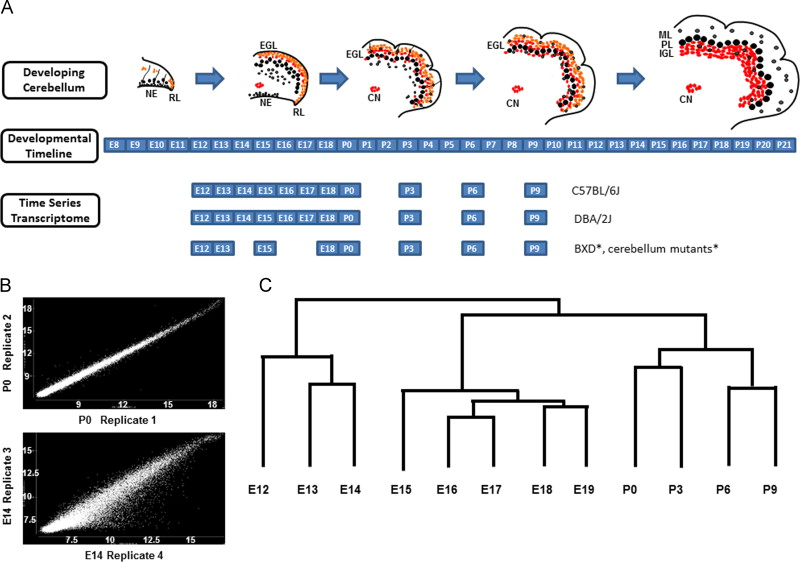 A
Developing
Cerebellum
NE
RL
EGL
NE
RL
EGL
CN
EGL
CN
ML
PL
IGL
CN
Developmental
Timeline
E8 E9 E10 E11 E12 E13 E14 E15 E16 E17 E18 P0 P1 P2 P3 P4 P5 P6 P7 P8 P9 P10 P11 P12 P13 P14 P15 P16 P17 P18 P19 P20 P21
Time Series
Transcriptome
E12 E13 E14 E15 E16 E17 E18 P0 P3 P6 P9 C57BL/6J
E12 E13 E14 E15 E16 E17 E18 P0 P3 P6 P9 DBA/2J
E12 E13 E15 E18 P0 P3 P6 P9 BXD*, cerebellum mutants*
B
P0 Replicate 2
18
15
12
9
9 12 15 18
P0 Replicate 1
E14 Replicate 3
15
12.5
10
7.5
7.5 10 12.5 15
E14 Replicate 4
C
E12 E13 E14 E15 E16 E17 E18 E19 P0 P3 P6 P9